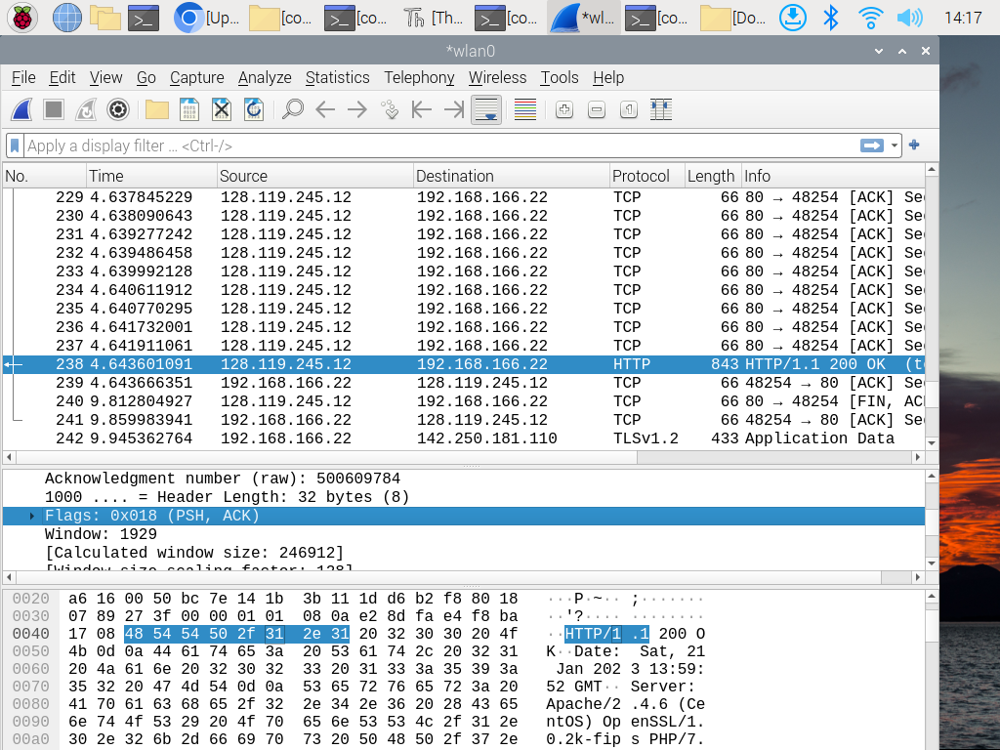 [Up... [co... [co... [Th... [co... *wl... [co... [Do... 14:17
*wlan0
File Edit View Go Capture Analyze Statistics Telephony Wireless Tools Help
Apply a display filter … <Ctrl-/>
No. Time Source Destination Protocol Length Info
229 4.637845229 128.119.245.12 192.168.166.22 TCP 66 80 → 48254 [ACK] Se
230 4.638090643 128.119.245.12 192.168.166.22 TCP 66 80 → 48254 [ACK] Se
231 4.639277242 128.119.245.12 192.168.166.22 TCP 66 80 → 48254 [ACK] Se
232 4.639486458 128.119.245.12 192.168.166.22 TCP 66 80 → 48254 [ACK] Se
233 4.639992128 128.119.245.12 192.168.166.22 TCP 66 80 → 48254 [ACK] Se
234 4.640611912 128.119.245.12 192.168.166.22 TCP 66 80 → 48254 [ACK] Se
235 4.640770295 128.119.245.12 192.168.166.22 TCP 66 80 → 48254 [ACK] Se
236 4.641732001 128.119.245.12 192.168.166.22 TCP 66 80 → 48254 [ACK] Se
237 4.641911061 128.119.245.12 192.168.166.22 TCP 66 80 → 48254 [ACK] Se
238 4.643601091 128.119.245.12 192.168.166.22 HTTP 843 HTTP/1.1 200 OK (t
239 4.643666351 192.168.166.22 128.119.245.12 TCP 66 48254 → 80 [ACK] Se
240 9.812804927 128.119.245.12 192.168.166.22 TCP 66 80 → 48254 [FIN, AC
241 9.859983941 192.168.166.22 128.119.245.12 TCP 66 48254 → 80 [ACK] Se
242 9.945362764 192.168.166.22 142.250.181.110 TLSv1.2 433 Application Data
Acknowledgment number (raw): 500609784
1000 .... = Header Length: 32 bytes (8)
Flags: 0x018 (PSH, ACK)
Window: 1929
[Calculated window size: 246912]
[Window size scaling factor: 128]
0020 a6 16 00 50 bc 7e 14 1b 3b 11 1d d6 b2 f8 80 18 ···P·~·· ;·······
0030 07 89 27 3f 00 00 01 01 08 0a e2 8d fa e4 f8 ba ··'?···· ········
0040 17 08 48 54 54 50 2f 31 2e 31 20 32 30 30 20 4f ··HTTP/1 .1 200 O
0050 4b 0d 0a 44 61 74 65 3a 20 53 61 74 2c 20 32 31 K··Date: Sat, 21
0060 20 4a 61 6e 20 32 30 32 33 20 31 33 3a 35 39 3a Jan 202 3 13:59:
0070 35 32 20 47 4d 54 0d 0a 53 65 72 76 65 72 3a 20 52 GMT·· Server:
0080 41 70 61 63 68 65 2f 32 2e 34 2e 36 20 28 43 65 Apache/2 .4.6 (Ce
0090 6e 74 4f 53 29 20 4f 70 65 6e 53 53 4c 2f 31 2e ntOS) Op enSSL/1.
00a0 30 2e 32 6b 2d 66 69 70 73 20 50 48 50 2f 37 2e 0.2k-fip s PHP/7.